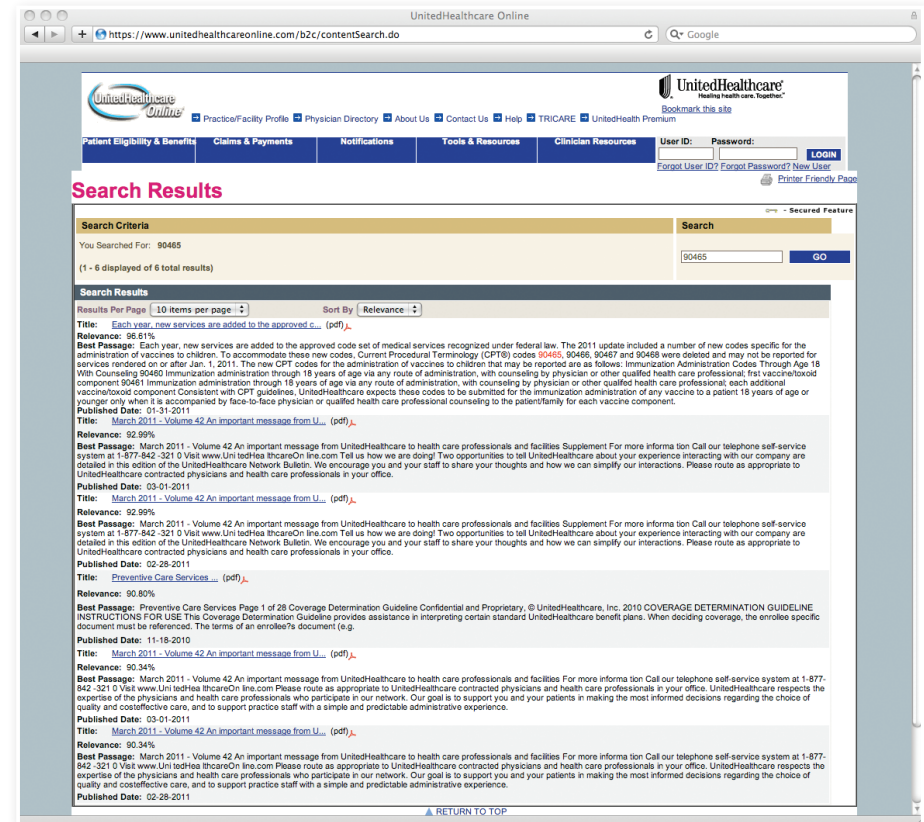 UnitedHealthcare Online
https://www.unitedhealthcareonline.com/b2c/contentSearch.do
Google
UnitedHealthcare Online
UnitedHealthcare®
Healing health care. Together.™
Bookmark this site
Practice/Facility Profile Physician Directory About Us Contact Us Help TRICARE UnitedHealth Premium
Patient Eligibility & Benefits Claims & Payments Notifications Tools & Resources Clinician Resources
User ID: Password:
LOGIN
Forgot User ID? Forgot Password? New User
Printer Friendly Page
Search Results
- Secured Feature
Search Criteria
Search
You Searched For: 90465
90465 GO
(1 - 6 displayed of 6 total results)
Search Results
Results Per Page 10 items per page Sort By Relevance
Title: Each year, new services are added to the approved c... (pdf)
Relevance: 96.61%
Best Passage: Each year, new services are added to the approved code set of medical services recognized under federal law. The 2011 update included a number of new codes specific for the
administration of vaccines to children. To accommodate these new codes, Current Procedural Terminology (CPT®) codes 90465, 90466, 90467 and 90468 were deleted and may not be reported for
services rendered on or after Jan. 1, 2011. The new CPT codes for the administration of vaccines to children that may be reported are as follows: Immunization Administration Codes Through Age 18
With Counseling 90460 Immunization administration through 18 years of age via any route of administration, with counseling by physician or other qualifed health care professional; frst vaccine/toxoid
component 90461 Immunization administration through 18 years of age via any route of administration, with counseling by physician or other qualifed health care professional; each additional
vaccine/toxoid component Consistent with CPT guidelines, UnitedHealthcare expects these codes to be submitted for the immunization administration of any vaccine to a patient 18 years of age or
younger only when it is accompanied by face-to-face physician or qualifed health care professional counseling to the patient/family for each vaccine component.
Published Date: 01-31-2011
Title: March 2011 - Volume 42 An important message from U... (pdf)
Relevance: 92.99%
Best Passage: March 2011 - Volume 42 An important message from UnitedHealthcare to health care professionals and facilities Supplement For more informa tion Call our telephone self-service
system at 1-877-842 -321 0 Visit www.Uni tedHea lthcareOn line.com Tell us how we are doing! Two opportunities to tell UnitedHealthcare about your experience interacting with our company are
detailed in this edition of the UnitedHealthcare Network Bulletin. We encourage you and your staff to share your thoughts and how we can simplify our interactions. Please route as appropriate to
UnitedHealthcare contracted physicians and health care professionals in your office.
Published Date: 03-01-2011
Title: March 2011 - Volume 42 An important message from U... (pdf)
Relevance: 92.99%
Best Passage: March 2011 - Volume 42 An important message from UnitedHealthcare to health care professionals and facilities Supplement For more informa tion Call our telephone self-service
system at 1-877-842 -321 0 Visit www.Uni tedHea lthcareOn line.com Tell us how we are doing! Two opportunities to tell UnitedHealthcare about your experience interacting with our company are
detailed in this edition of the UnitedHealthcare Network Bulletin. We encourage you and your staff to share your thoughts and how we can simplify our interactions. Please route as appropriate to
UnitedHealthcare contracted physicians and health care professionals in your office.
Published Date: 02-28-2011
Title: Preventive Care Services ... (pdf)
Relevance: 90.80%
Best Passage: Preventive Care Services Page 1 of 28 Coverage Determination Guideline Confidential and Proprietary, © UnitedHealthcare, Inc. 2010 COVERAGE DETERMINATION GUIDELINE
INSTRUCTIONS FOR USE This Coverage Determination Guideline provides assistance in interpreting certain standard UnitedHealthcare benefit plans. When deciding coverage, the enrollee specific
document must be referenced. The terms of an enrollee?s document (e.g.
Published Date: 11-18-2010
Title: March 2011 - Volume 42 An important message from U... (pdf)
Relevance: 90.34%
Best Passage: March 2011 - Volume 42 An important message from UnitedHealthcare to health care professionals and facilities For more informa tion Call our telephone self-service system at 1-877-
842 -321 0 Visit www.Uni tedHea lthcareOn line.com Please route as appropriate to UnitedHealthcare contracted physicians and health care professionals in your office. UnitedHealthcare respects the
expertise of the physicians and health care professionals who participate in our network. Our goal is to support you and your patients in making the most informed decisions regarding the choice of
quality and costeffective care, and to support practice staff with a simple and predictable administrative experience.
Published Date: 03-01-2011
Title: March 2011 - Volume 42 An important message from U... (pdf)
Relevance: 90.34%
Best Passage: March 2011 - Volume 42 An important message from UnitedHealthcare to health care professionals and facilities For more informa tion Call our telephone self-service system at 1-877-
842 -321 0 Visit www.Uni tedHea lthcareOn line.com Please route as appropriate to UnitedHealthcare contracted physicians and health care professionals in your office. UnitedHealthcare respects the
expertise of the physicians and health care professionals who participate in our network. Our goal is to support you and your patients in making the most informed decisions regarding the choice of
quality and costeffective care, and to support practice staff with a simple and predictable administrative experience.
Published Date: 02-28-2011
RETURN TO TOP